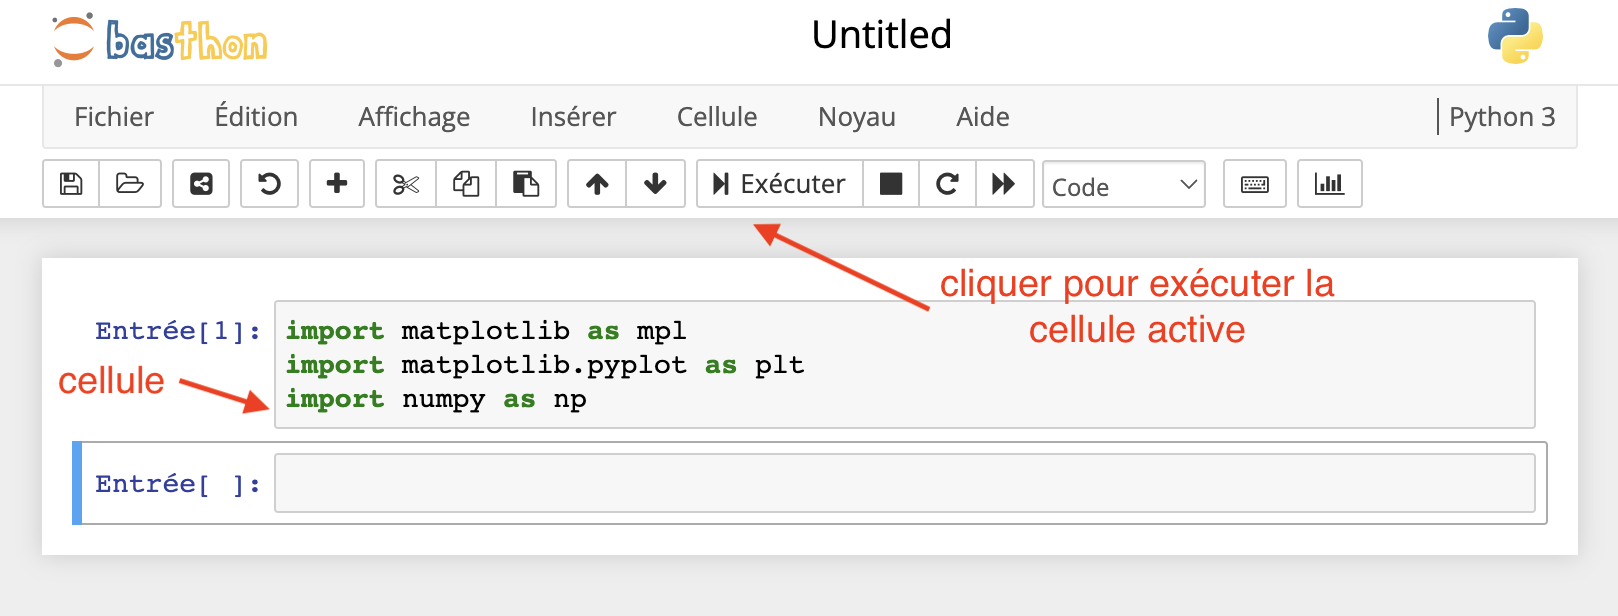 basthon
Untitled
Fichier Édition Affichage Insérer Cellule Noyau Aide Python 3
Exécuter Code
cliquer pour exécuter la
cellule active
Entrée[1]: import matplotlib as mpl
import matplotlib.pyplot as plt
import numpy as np
cellule
Entrée[ ]: